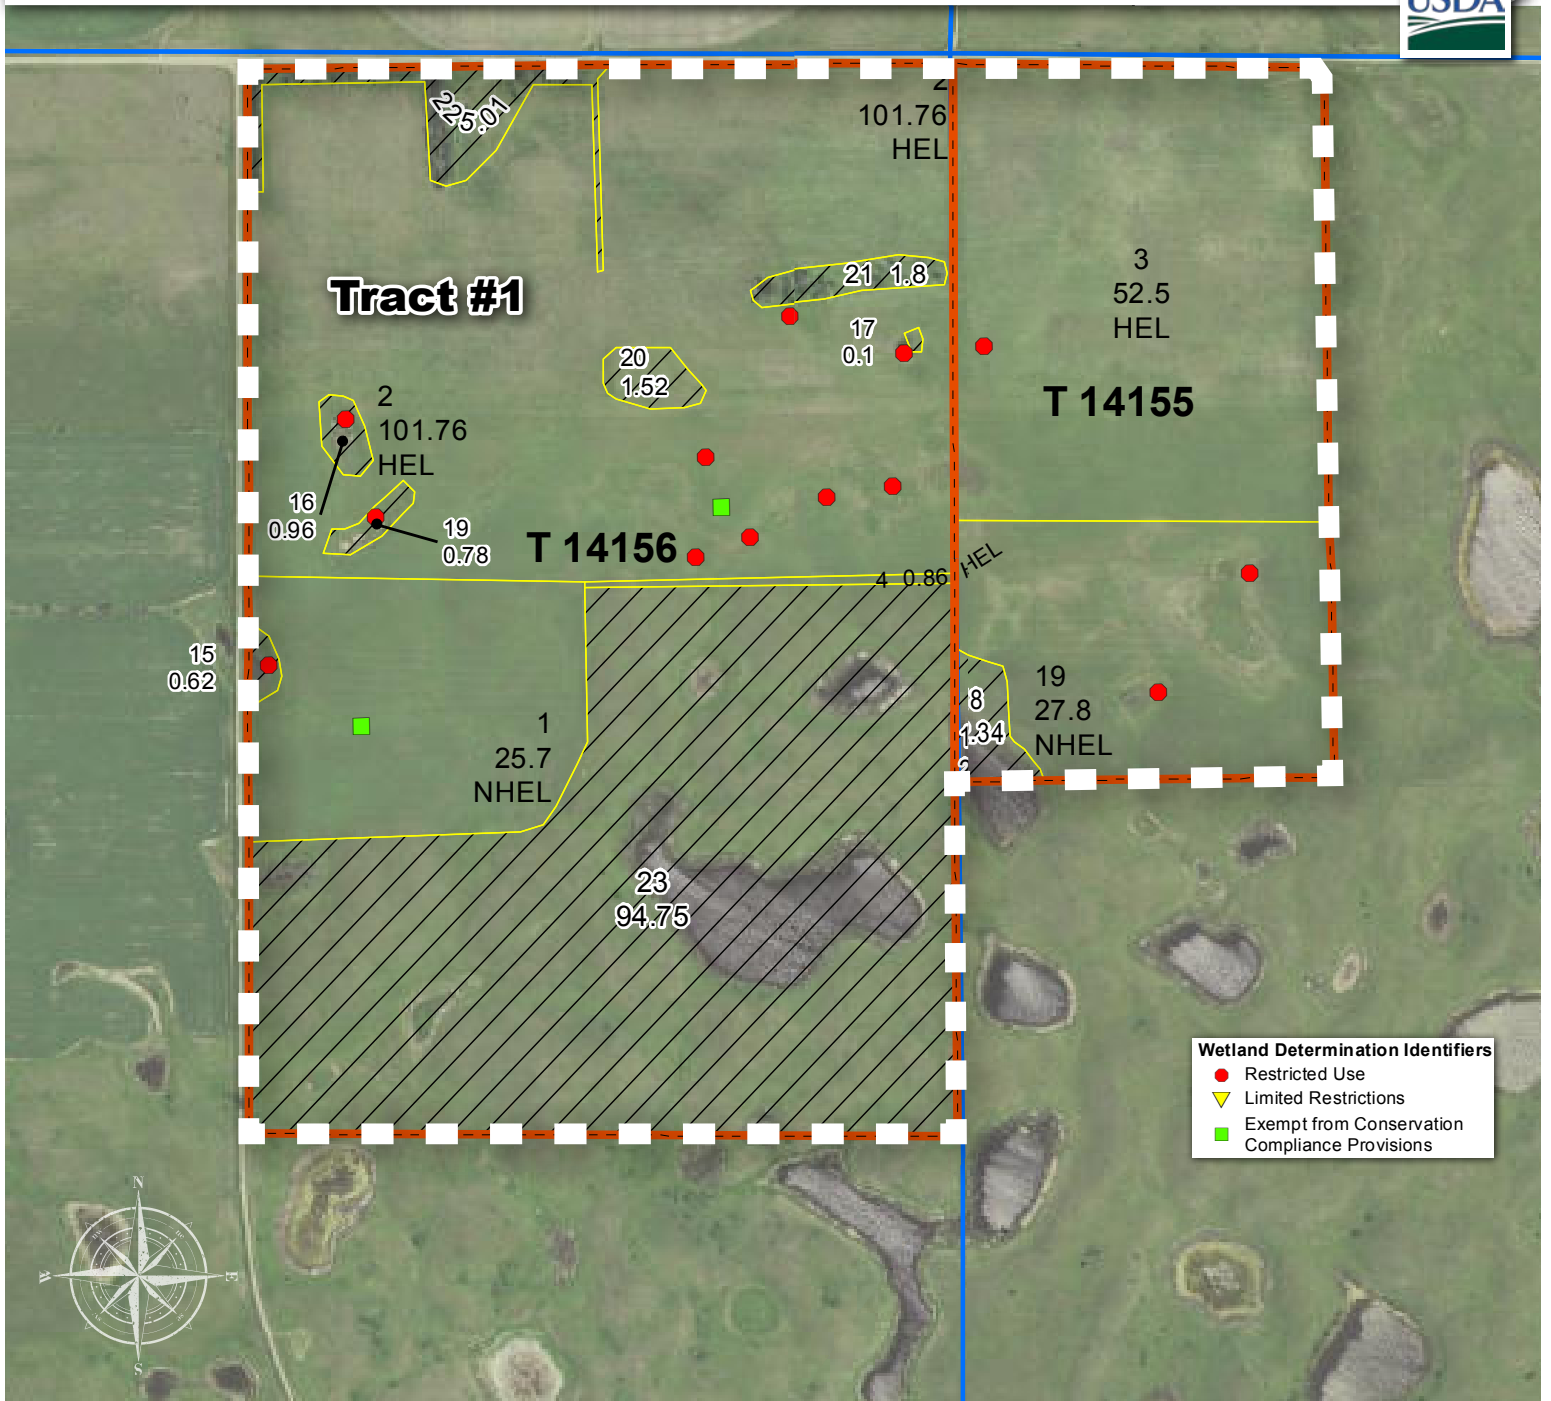 USDA
225.01
2
101.76
HEL
3
52.5
HEL
21 1.8
Tract #1
17
0.1
20
1.52
T 14155
2
101.76
HEL
16
0.96
19
0.78
T 14156
HEL
4 0.86
15
0.62
8
1.34
19
27.8
NHEL
1
25.7
NHEL
23
94.75
Wetland Determination Identifiers
Restricted Use
Limited Restrictions
Exempt from Conservation
Compliance Provisions
N
W
E
S